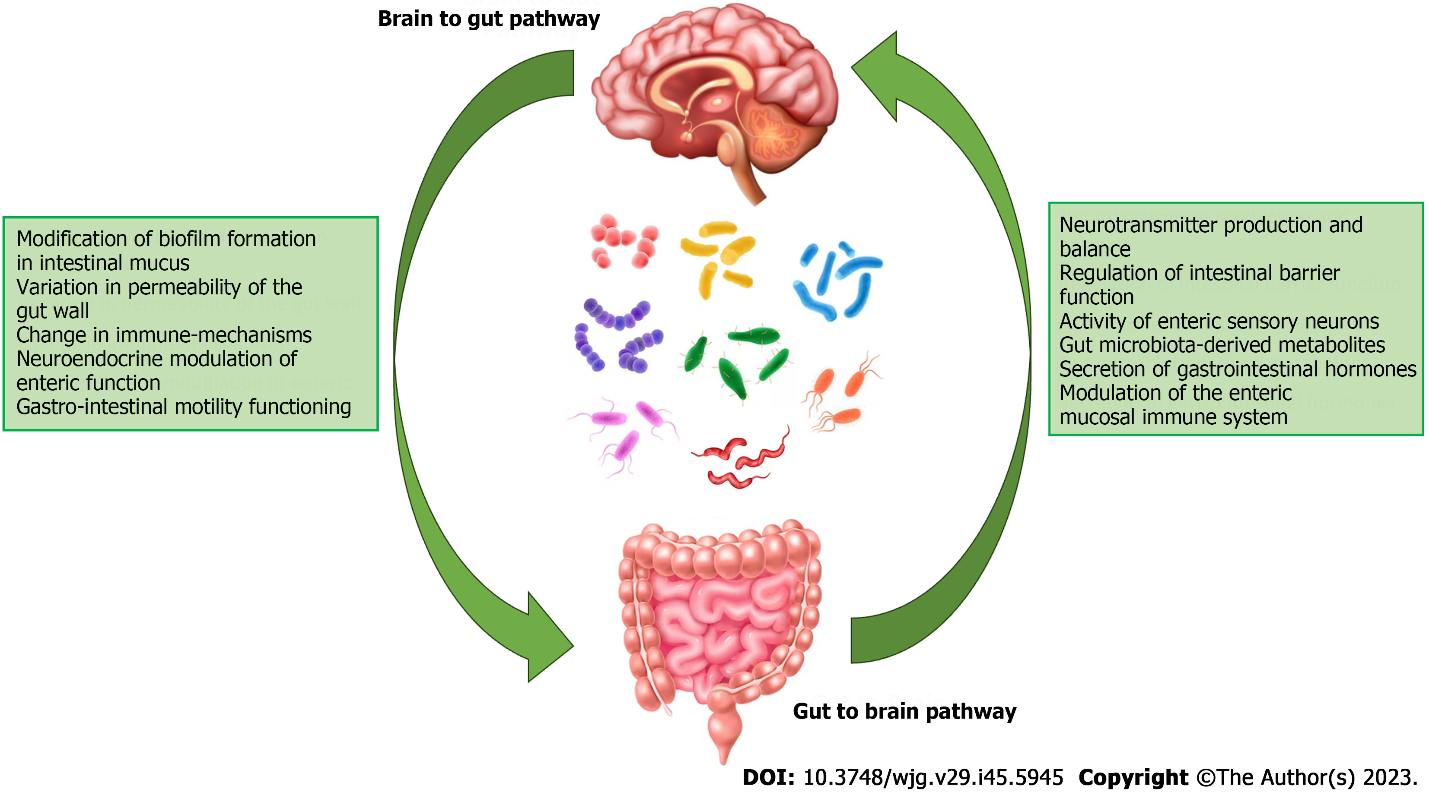 Brain to gut pathway
Modification of biofilm formation
in intestinal mucus
Variation in permeability of the
gut wall
Change in immune-mechanisms
Neuroendocrine modulation of
enteric function
Gastro-intestinal motility functioning
Neurotransmitter production and
balance
Regulation of intestinal barrier
function
Activity of enteric sensory neurons
Gut microbiota-derived metabolites
Secretion of gastrointestinal hormones
Modulation of the enteric
mucosal immune system
Gut to brain pathway
DOI: 10.3748/wjg.v29.i45.5945 Copyright ©The Author(s) 2023.